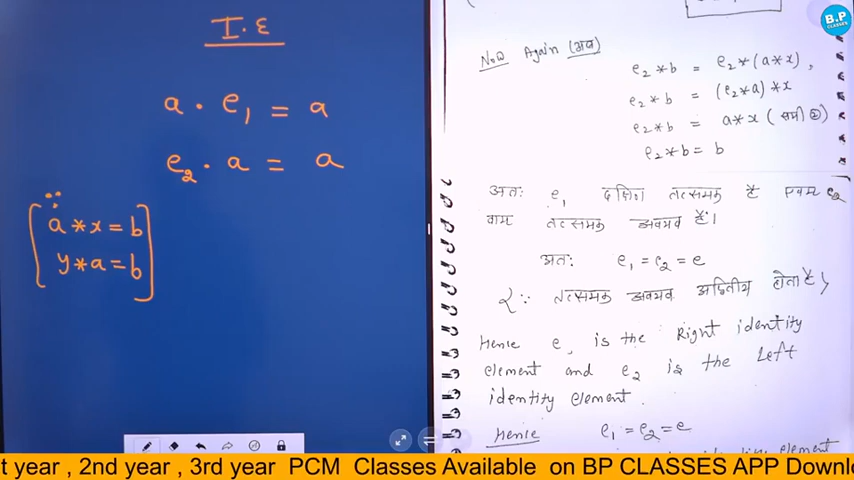 I.E
a · e₁ = a
e₂ · a = a
∵
a * x = b
y * a = b
B.P
CLASSES
Now Again (अब)
e₂ * b = e₂ * (a * x),
e₂ * b = (e₂ * a) * x
e₂ * b = a * x (समी ②)
e₂ * b = b
अतः e₁ दक्षिण तत्समक है एवम e₂
वाम तत्समक अवयव हैं।
अतः e₁ = e₂ = e
{ ∵ तत्समक अवयव अद्वितीय होता है }
Hence e₁ is the Right identity
element and e₂ is the Left
identity element.
Hence e₁ = e₂ = e
element
t year , 2nd year , 3rd year PCM Classes Available on BP CLASSES APP Downlo